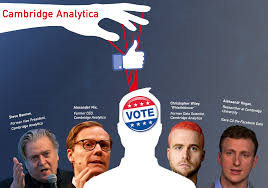 Cambridge Analytica
Alexander Nix,
Former CEO
Cambridge Analytica
Christopher Wiley
"Whistleblower"
Former Data Scientist
Cambridge Analytica
Aleksandr Kogan,
Researcher at Cambridge
University
Steve Bannon
Former Vice President,
Cambridge Analytica
VOTE